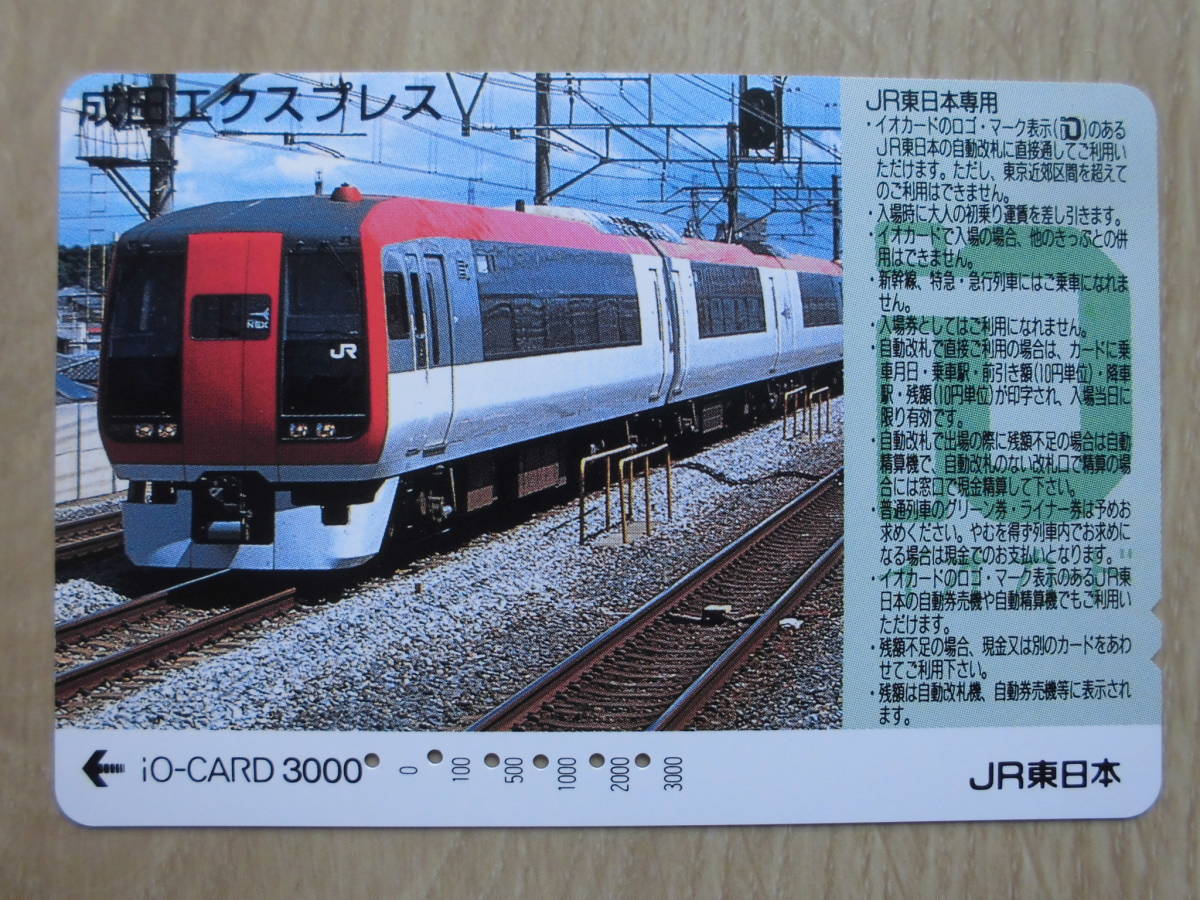 成田エクスプレス
N'EX
JR
JR東日本専用
・イオカードのロゴ・マーク表示(iO)のある
JR東日本の自動改札に直接通してご利用い
ただけます。ただし、東京近郊区間を超えて
のご利用はできません。
・入場時に大人の初乗り運賃を差し引きます。
・イオカードで入場の場合、他のきっぷとの併
用はできません。
・新幹線、特急・急行列車にはご乗車になれま
せん。
・入場券としてはご利用になれません。
・自動改札で直接ご利用の場合は、カードに乗
車月日・乗車駅・前引き額(10円単位)・降車
駅・残額(10円単位)が印字され、入場当日に
限り有効です。
・自動改札で出場の際に残額不足の場合は自動
精算機で、自動改札のない改札口で精算の場
合には窓口で現金精算して下さい。
・普通列車のグリーン券・ライナー券は予めお
求めください。やむを得ず列車内でお求めに
なる場合は現金でのお支払いとなります。
・イオカードのロゴ・マーク表示のあるJR東
日本の自動券売機や自動精算機でもご利用い
ただけます。
・残額不足の場合、現金又は別のカードをあわ
せてご利用下さい。
・残額は自動改札機、自動券売機等に表示され
ます。
iO-CARD 3000
0 100 500 1000 2000 3000
JR東日本